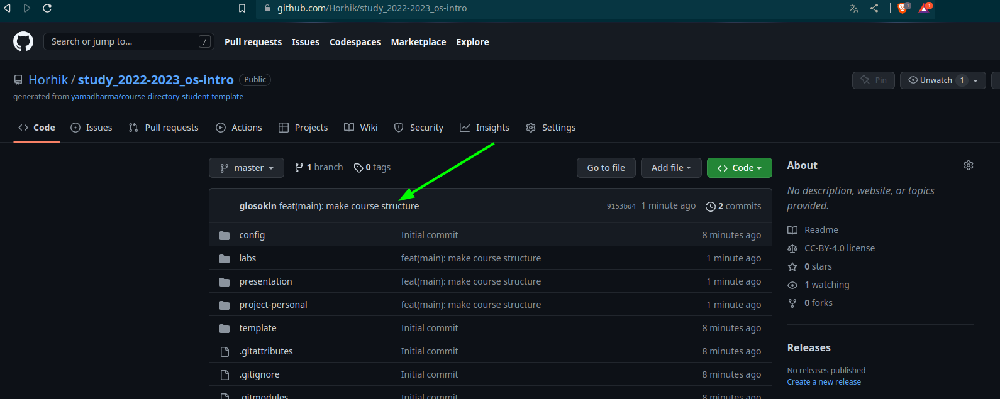 github.com/Horhik/study_2022-2023_os-intro
1
1
Search or jump to...
/
Pull requests
Issues
Codespaces
Marketplace
Explore
Horhik / study_2022-2023_os-intro
Public
Pin
Unwatch 1
generated from yamadharma/course-directory-student-template
Code
Issues
Pull requests
Actions
Projects
Wiki
Security
Insights
Settings
master
1 branch
0 tags
Go to file
Add file
Code
giosokin feat(main): make course structure
9153bd4 1 minute ago
2 commits
config Initial commit 8 minutes ago
labs feat(main): make course structure 1 minute ago
presentation feat(main): make course structure 1 minute ago
project-personal feat(main): make course structure 1 minute ago
template Initial commit 8 minutes ago
.gitattributes Initial commit 8 minutes ago
.gitignore Initial commit 8 minutes ago
.gitmodules Initial commit 8 minutes ago
About
No description, website, or topics
provided.
Readme
CC-BY-4.0 license
0 stars
1 watching
0 forks
Releases
No releases published
Create a new release